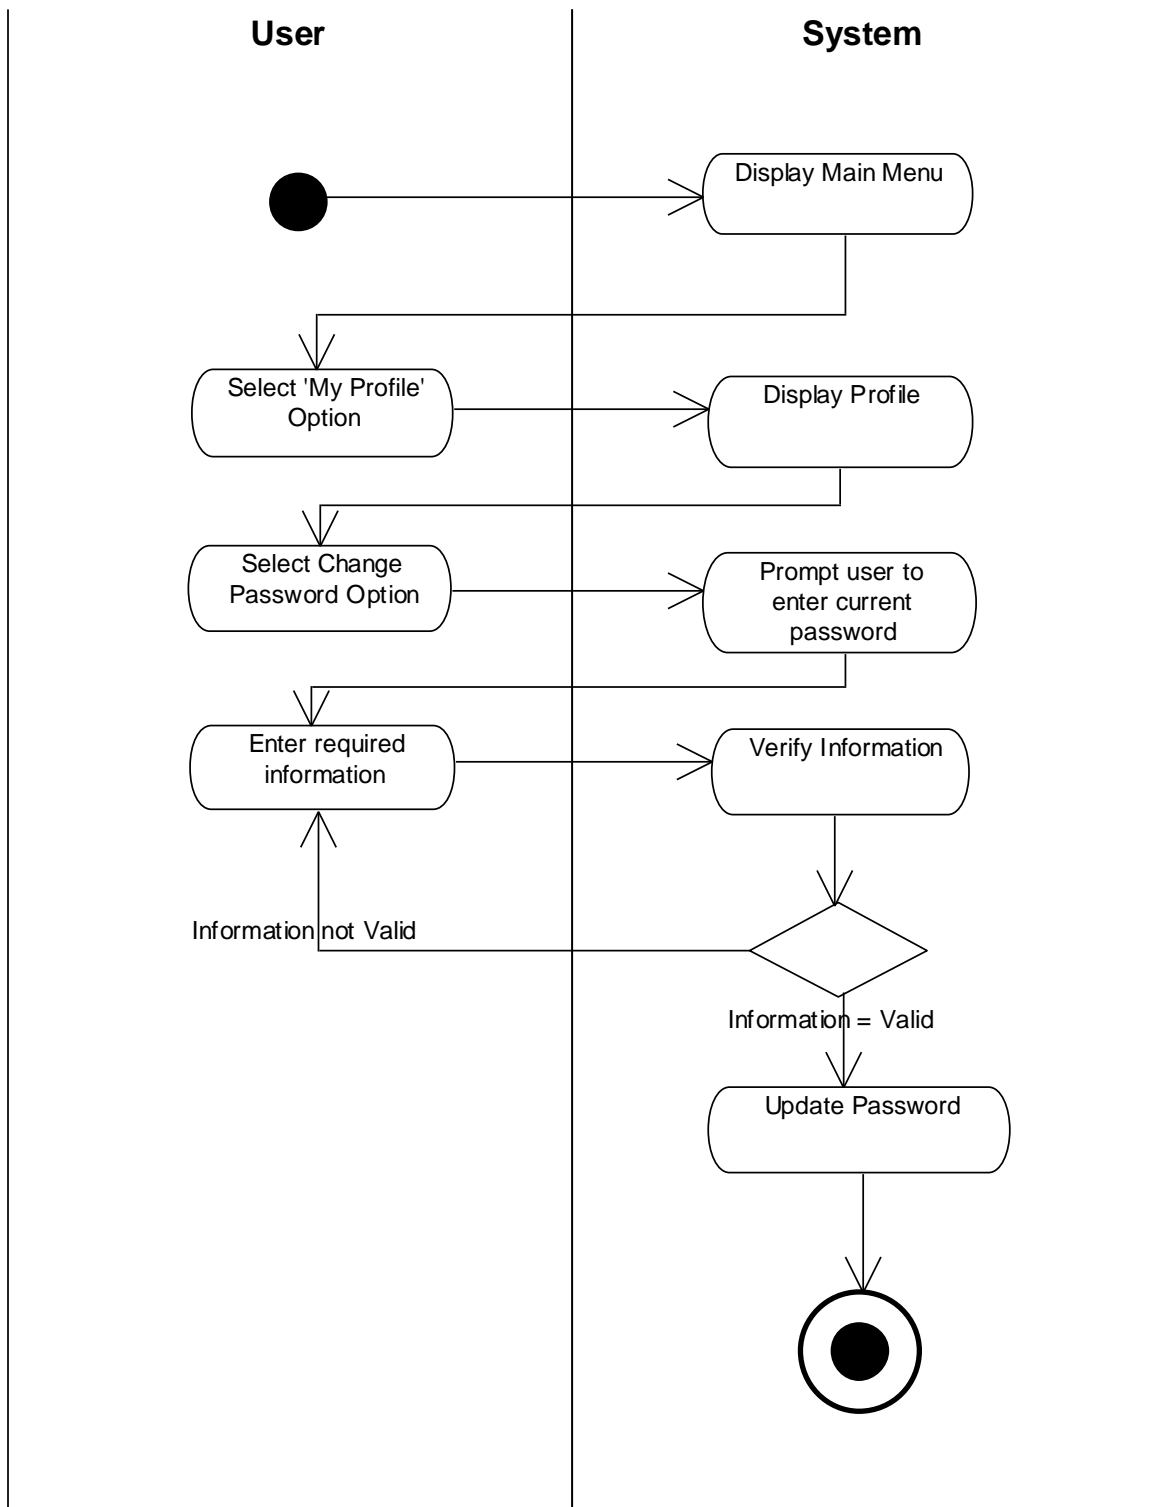 User
System
Display Main Menu
Select 'My Profile'
Option
Display Profile
Select Change
Password Option
Prompt user to
enter current
password
Enter required
information
Verify Information
Information not Valid
Information = Valid
Update Password